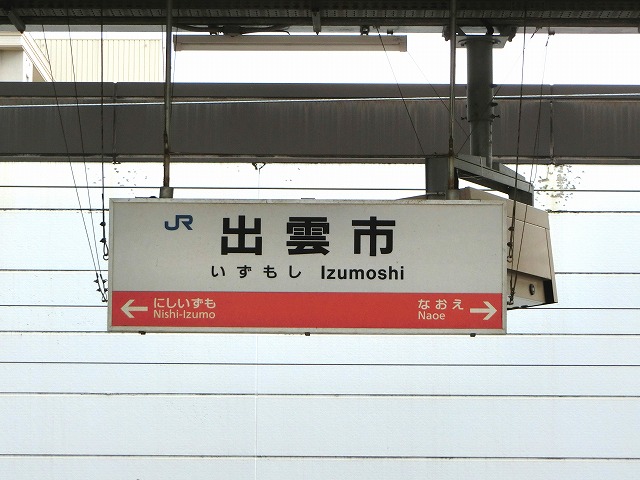 JR 出雲市
いずもし Izumoshi
← にしいずも
Nishi-Izumo
なおえ →
Naoe